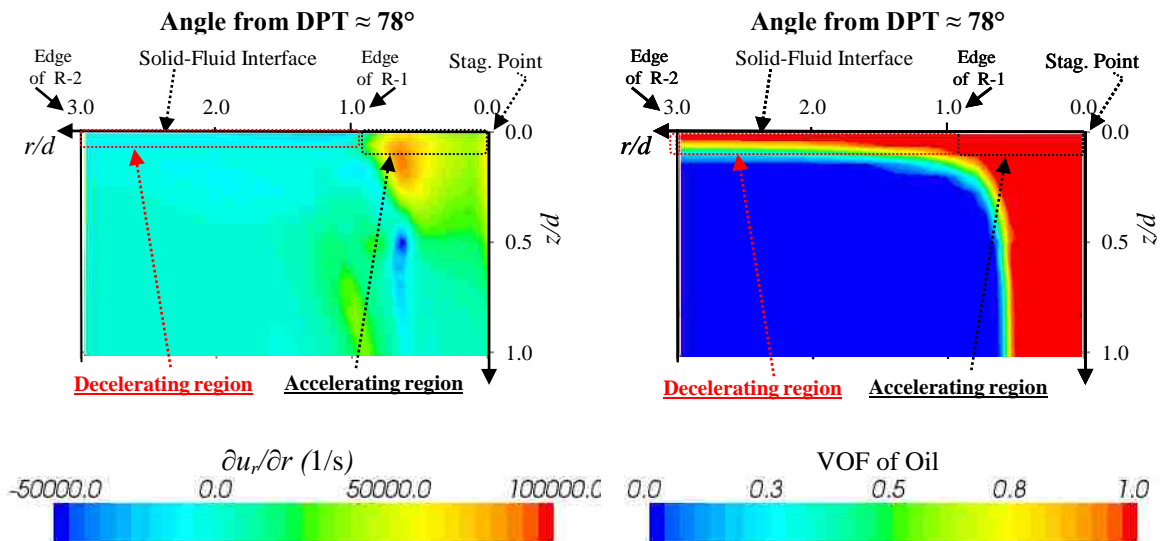 Angle from DPT ≈ 78°
Edge of R-2
Solid-Fluid Interface
Edge of R-1
Stag. Point
3.0 2.0 1.0 0.0
r/d
0.0
0.5
1.0
z/d
Decelerating region
Accelerating region
∂uᵣ/∂r (1/s)
-50000.0 0.0 50000.0 100000.0
Angle from DPT ≈ 78°
Edge of R-2
Solid-Fluid Interface
Edge of R-1
Stag. Point
3.0 2.0 1.0 0.0
r/d
0.0
0.5
1.0
z/d
Decelerating region
Accelerating region
VOF of Oil
0.0 0.3 0.5 0.8 1.0